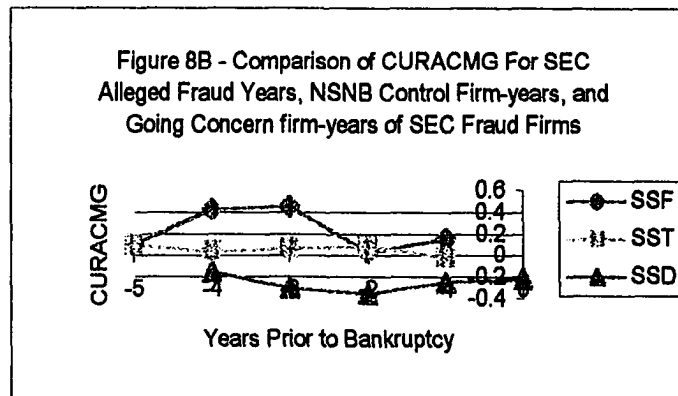 Figure 8B - Comparison of CURACMG For SEC
Alleged Fraud Years, NSNB Control Firm-years, and
Going Concern firm-years of SEC Fraud Firms
CURACMG
0.6
0.4
0.2
0
-0.2
-0.4
-5
-4
Years Prior to Bankruptcy
SSF
SST
SSD